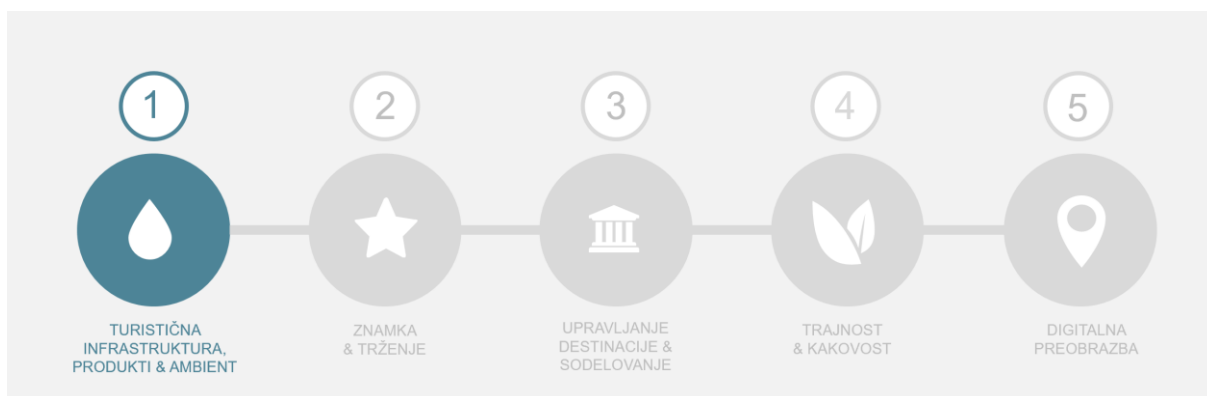 1
2
3
4
5
TURISTIČNA
INFRASTRUKTURA,
PRODUKTI & AMBIENT
ZNAMKA
& TRŽENJE
UPRAVLJANJE
DESTINACIJE &
SODELOVANJE
TRAJNOST
& KAKOVOST
DIGITALNA
PREOBRAZBA